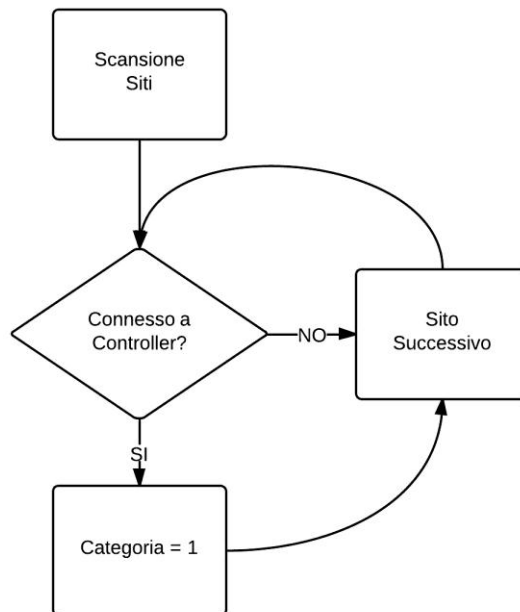 Scansione
Siti
Connesso a
Controller?
NO
Sito
Successivo
SI
Categoria = 1